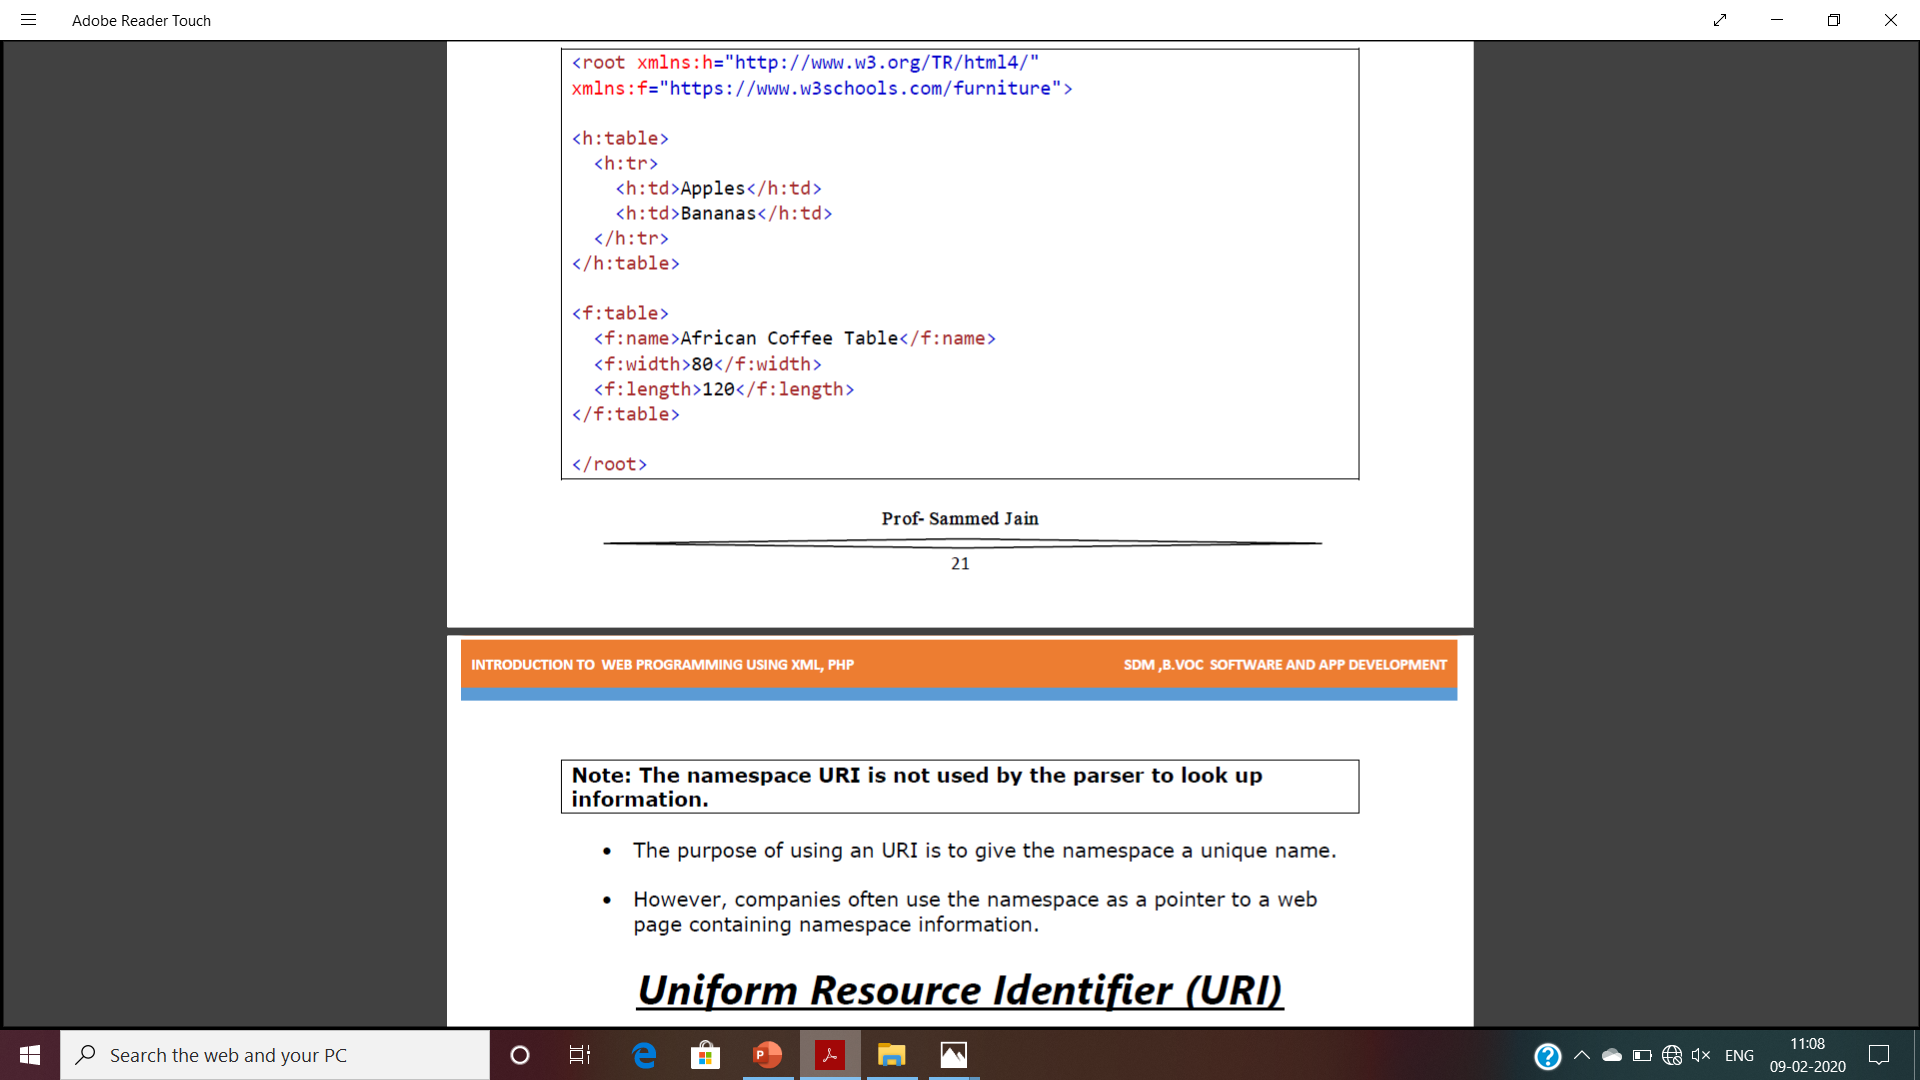 Adobe Reader Touch
<root xmlns:h="http://www.w3.org/TR/html4/"
xmlns:f="https://www.w3schools.com/furniture">
<h:table>
<h:tr>
<h:td>Apples</h:td>
<h:td>Bananas</h:td>
</h:tr>
</h:table>
<f:table>
<f:name>African Coffee Table</f:name>
<f:width>80</f:width>
<f:length>120</f:length>
</f:table>
</root>
Prof- Sammed Jain
21
INTRODUCTION TO  WEB PROGRAMMING USING XML, PHP
SDM ,B.VOC  SOFTWARE AND APP DEVELOPMENT
Note: The namespace URI is not used by the parser to look up
information.
• The purpose of using an URI is to give the namespace a unique name.
• However, companies often use the namespace as a pointer to a web
page containing namespace information.
Uniform Resource Identifier (URI)
Search the web and your PC
ENG
11:08
09-02-2020